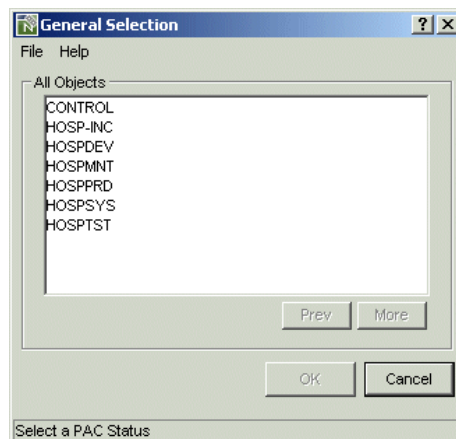 General Selection
File Help
All Objects
CONTROL
HOSP-INC
HOSPDEV
HOSPMNT
HOSPPRD
HOSPSYS
HOSPTST
Prev More
OK Cancel
Select a PAC Status